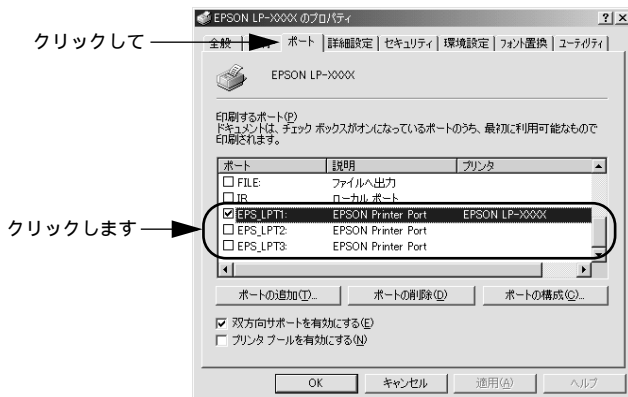 EPSON LP-XXXX のプロパティ
クリックして
全般
ポート
詳細設定
セキュリティ
環境設定
フォント置換
ユーティリティ
EPSON LP-XXXX
印刷するポート(P)
ドキュメントは、チェック ボックスがオンになっているポートのうち、最初に利用可能なもので
印刷されます。
ポート 説明 プリンタ
FILE: ファイルへ出力
IR ローカル ポート
EPS_LPT1: EPSON Printer Port EPSON LP-XXXX
EPS_LPT2: EPSON Printer Port
EPS_LPT3: EPSON Printer Port
クリックします
ポートの追加(T)... ポートの削除(D) ポートの構成(C)...
双方向サポートを有効にする(E)
プリンタ プールを有効にする(N)
OK キャンセル 適用(A) ヘルプ